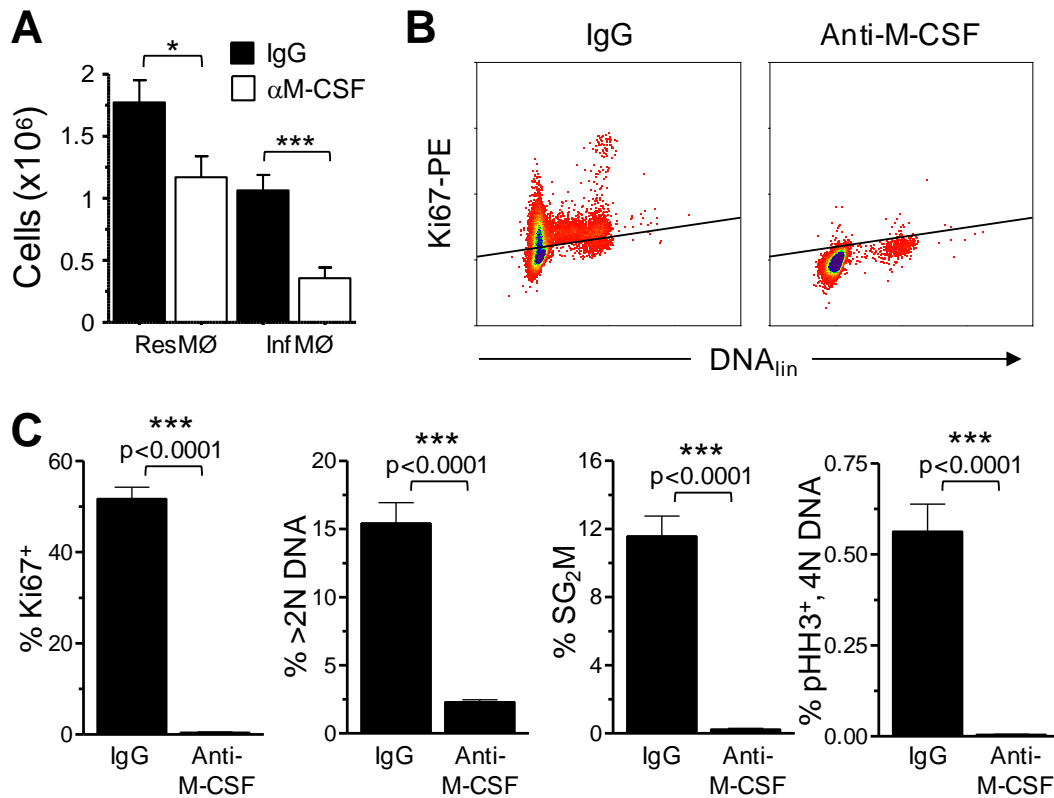 A
IgG
αM-CSF
*
***
Cells (x10⁶)
2
1.5
1
0.5
0
ResMØ
InfMØ
B
IgG
Anti-M-CSF
Ki67-PE
DNAₗᵢₙ
C
***
p<0.0001
% Ki67⁺
60
40
20
0
IgG
Anti-
M-CSF
***
p<0.0001
% >2N DNA
20
15
10
5
0
IgG
Anti-
M-CSF
***
p<0.0001
% SG₂M
16
12
8
4
0
IgG
Anti-
M-CSF
***
p<0.0001
% pHH3⁺, 4N DNA
0.75
0.50
0.25
0.00
IgG
Anti-
M-CSF